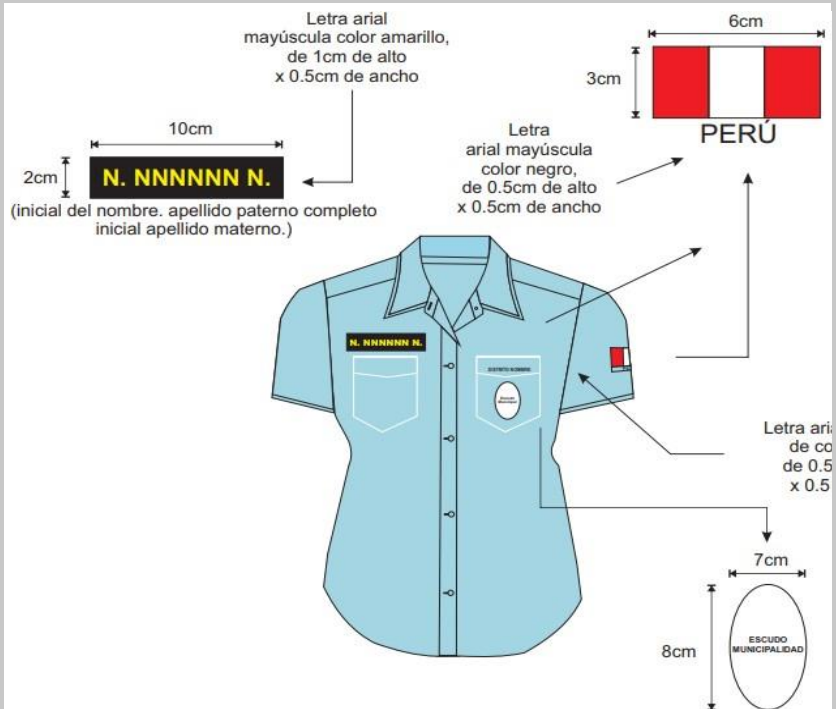 Letra arial
mayúscula color amarillo,
de 1cm de alto
x 0.5cm de ancho
10cm
2cm
N. NNNNNN N.
(inicial del nombre. apellido paterno completo
inicial apellido materno.)
6cm
3cm
PERÚ
Letra
arial mayúscula
color negro,
de 0.5cm de alto
x 0.5cm de ancho
N. NNNNNN N.
DISTRITO NOMBRE
Escudo
Municipalidad
Letra aria
de co
de 0.5
x 0.5
7cm
8cm
ESCUDO
MUNICIPALIDAD